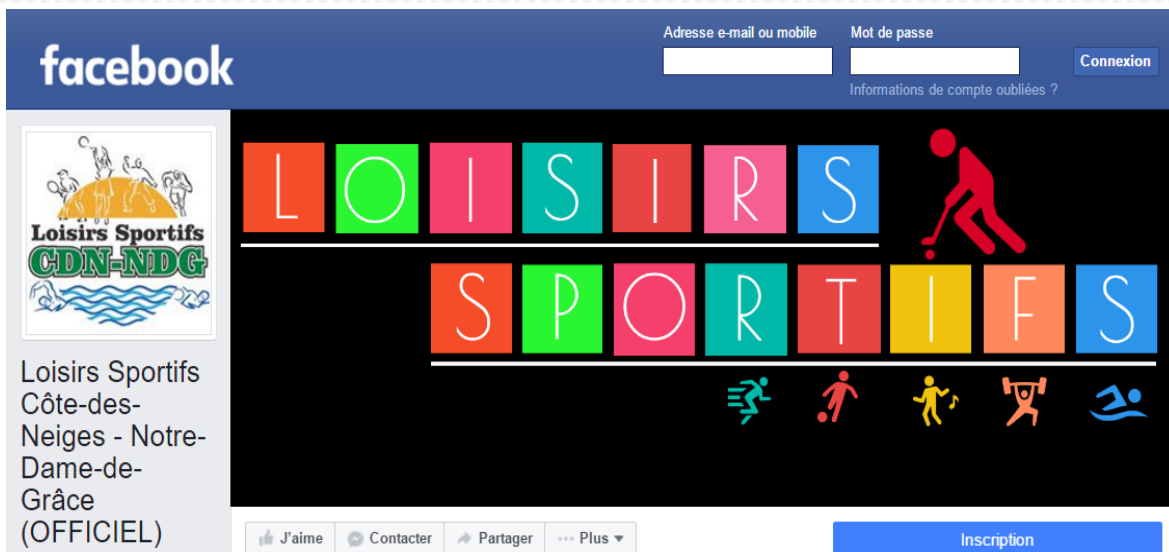 facebook
Adresse e-mail ou mobile
Mot de passe
Connexion
Informations de compte oubliées ?
Loisirs Sportifs
CDN-NDG
LOISIRS
SPORTIFS
Loisirs Sportifs
Côte-des-
Neiges - Notre-
Dame-de-
Grâce
(OFFICIEL)
J'aime
Contacter
Partager
Plus
Inscription